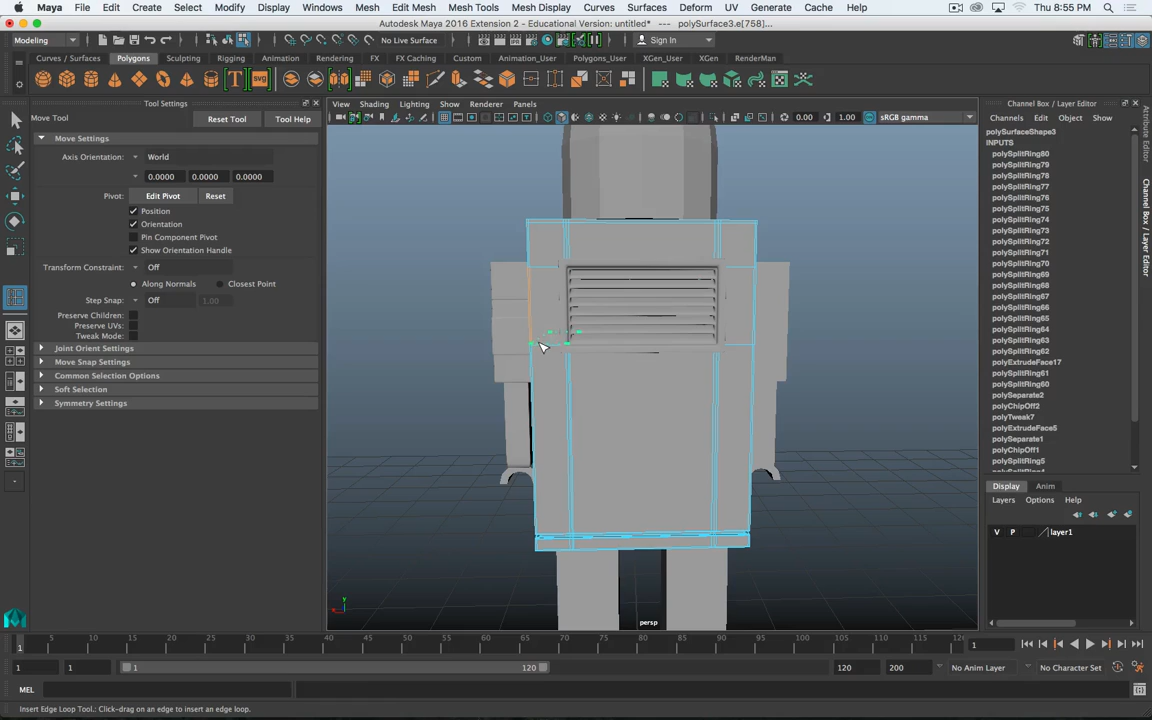 Maya File Edit Create Select Modify Display Windows Mesh Edit Mesh Mesh Tools Mesh Display Curves Surfaces Deform UV Generate Cache Help Thu 8:55 PM
Autodesk Maya 2016 Extension 2 - Educational Version: untitled* --- polySurface3.e[758]...
Modeling No Live Surface Sign In
Curves / Surfaces Polygons Sculpting Rigging Animation Rendering FX FX Caching Custom Animation_User Polygons_User XGen_User XGen RenderMan
T svg
Tool Settings
Move Tool Reset Tool Tool Help
Move Settings
Axis Orientation: World
0.0000 0.0000 0.0000
Pivot: Edit Pivot Reset
Position
Orientation
Pin Component Pivot
Show Orientation Handle
Transform Constraint: Off
Along Normals Closest Point
Step Snap: Off 1.00
Preserve Children:
Preserve UVs:
Tweak Mode:
Joint Orient Settings
Move Snap Settings
Common Selection Options
Soft Selection
Symmetry Settings
View Shading Lighting Show Renderer Panels
0.00 1.00 sRGB gamma
y
persp
Channel Box / Layer Editor
Channels Edit Object Show
polySurfaceShape3
INPUTS
polySplitRing80
polySplitRing79
polySplitRing78
polySplitRing77
polySplitRing76
polySplitRing75
polySplitRing74
polySplitRing73
polySplitRing72
polySplitRing71
polySplitRing70
polySplitRing69
polySplitRing68
polySplitRing67
polySplitRing66
polySplitRing65
polySplitRing64
polySplitRing63
polySplitRing62
polyExtrudeFace17
polySplitRing61
polySplitRing60
polySeparate2
polyChipOff2
polyTweak7
polyExtrudeFace5
polySeparate1
polyChipOff1
polySplitRing5
Attribute Editor
Channel Box / Layer Editor
Display Anim
Layers Options Help
V P layer1
1 5 10 15 20 25 30 35 40 45 50 55 60 65 70 75 80 85 90 95 100 105 110 115 1
1 1 1 120 120 200 No Anim Layer No Character Set
MEL
Insert Edge Loop Tool: Click-drag on an edge to insert an edge loop.